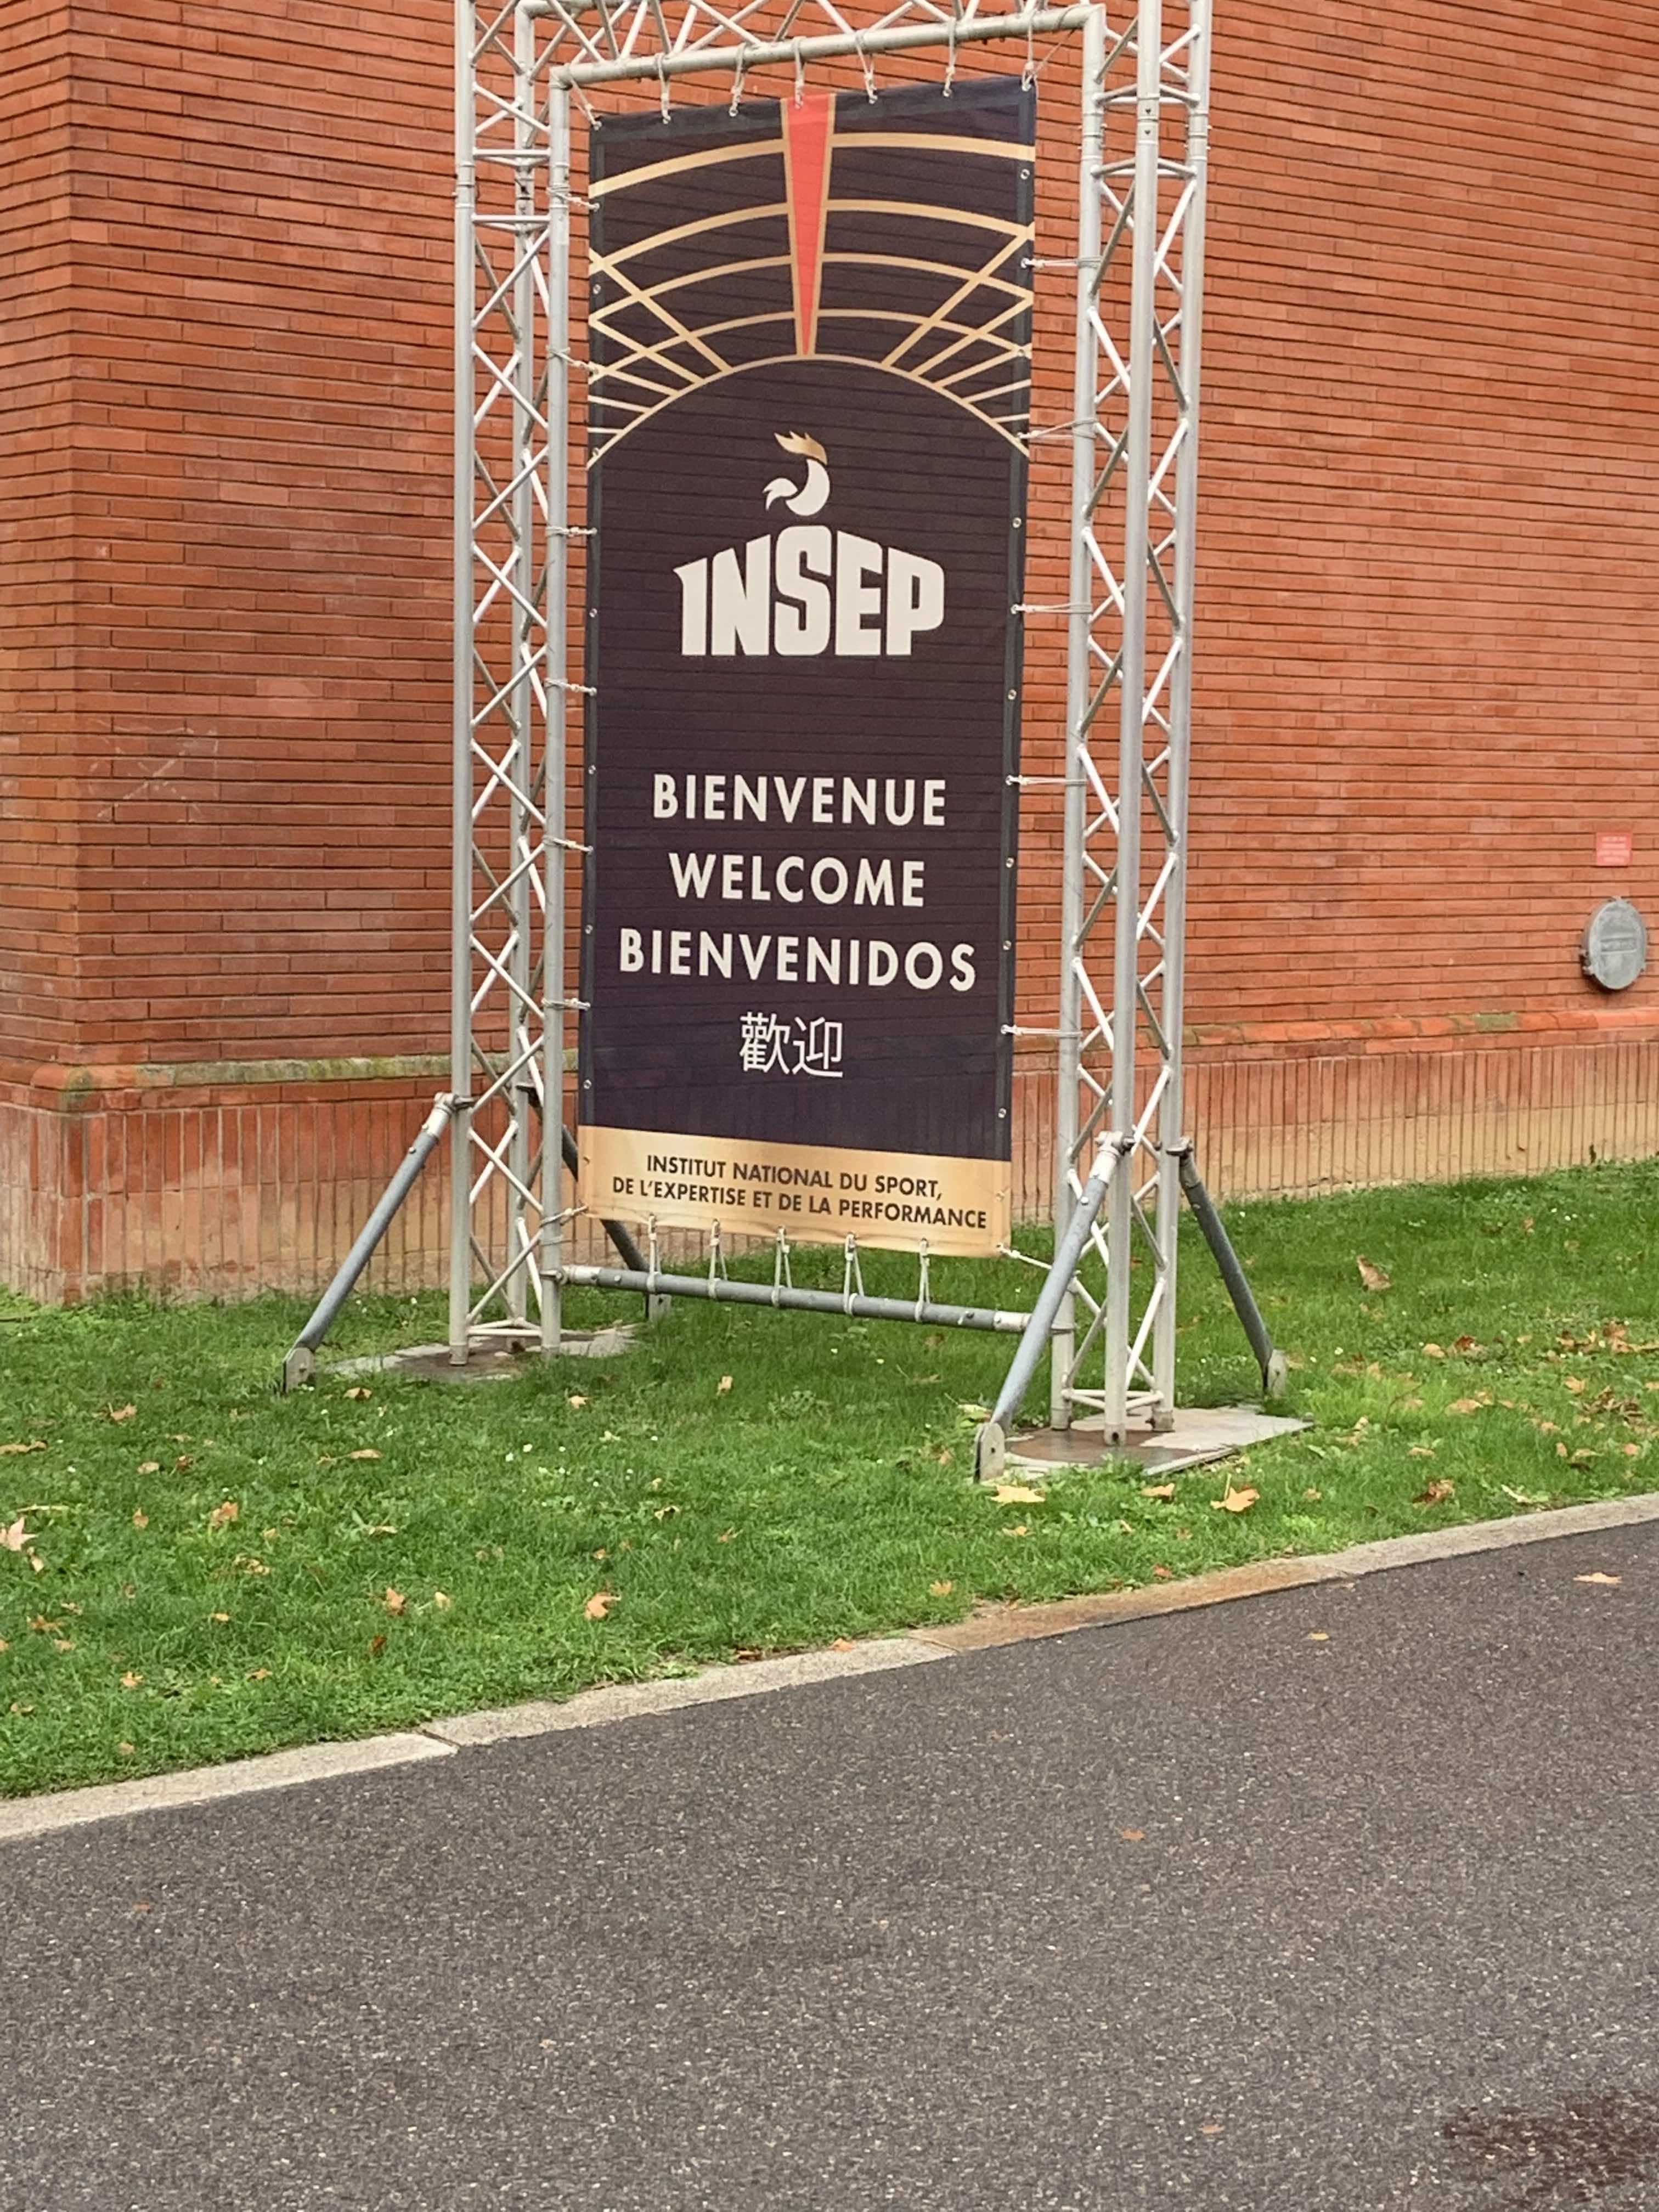 INSEP
BIENVENUE
WELCOME
BIENVENIDOS
歡迎
INSTITUT NATIONAL DU SPORT,
DE L'EXPERTISE ET DE LA PERFORMANCE